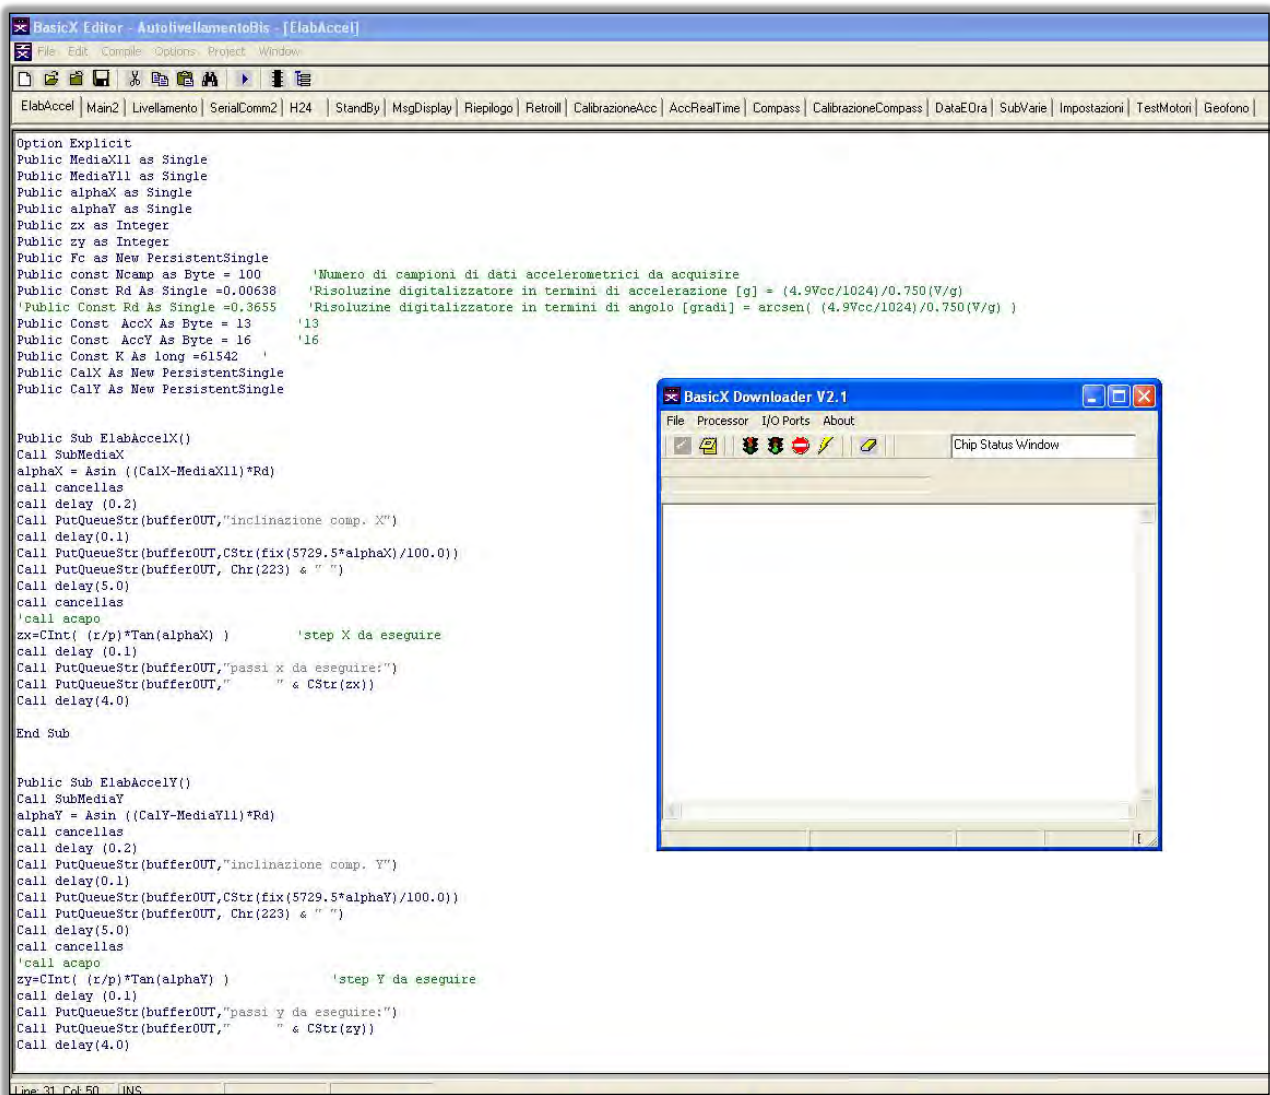 BasicX Editor - AutolivellamentoBis - [ElabAccel]
File Edit Compile Options Project Window
ElabAccel Main2 Livellamento SerialComm2 H24 StandBy MsgDisplay Riepilogo Retroill CalibrazioneAcc AccRealTime Compass CalibrazioneCompass DataEOra SubVarie Impostazioni TestMotori Geofono
Option Explicit
Public MediaX11 as Single
Public MediaY11 as Single
Public alphaX as Single
Public alphaY as Single
Public zx as Integer
Public zy as Integer
Public Fc as New PersistentSingle
Public const Ncamp as Byte = 100 'Numero di campioni di dati accelerometrici da acquisire
Public Const Rd As Single =0.00638 'Risoluzine digitalizzatore in termini di accelerazione [g] = (4.9Vcc/1024)/0.750(V/g)
'Public Const Rd As Single =0.3655 'Risoluzine digitalizzatore in termini di angolo [gradi] = arcsen( (4.9Vcc/1024)/0.750(V/g) )
Public Const AccX As Byte = 13 '13
Public Const AccY As Byte = 16 '16
Public Const K As long =61542 '
Public CalX As New PersistentSingle
Public CalY As New PersistentSingle
Public Sub ElabAccelX()
Call SubMediaX
alphaX = Asin ((CalX-MediaX11)*Rd)
call cancellas
call delay (0.2)
Call PutQueueStr(bufferOUT,"inclinazione comp. X")
call delay(0.1)
Call PutQueueStr(bufferOUT,CStr(fix(5729.5*alphaX)/100.0))
Call PutQueueStr(bufferOUT, Chr(223) & " ")
Call delay(5.0)
call cancellas
'call acapo
zx=CInt( (r/p)*Tan(alphaX) ) 'step X da eseguire
call delay (0.1)
Call PutQueueStr(bufferOUT,"passi x da eseguire:")
Call PutQueueStr(bufferOUT,"      " & CStr(zx))
Call delay(4.0)
End Sub
Public Sub ElabAccelY()
Call SubMediaY
alphaY = Asin ((CalY-MediaY11)*Rd)
call cancellas
call delay (0.2)
Call PutQueueStr(bufferOUT,"inclinazione comp. Y")
call delay(0.1)
Call PutQueueStr(bufferOUT,CStr(fix(5729.5*alphaY)/100.0))
Call PutQueueStr(bufferOUT, Chr(223) & " ")
Call delay(5.0)
call cancellas
'call acapo
zy=CInt( (r/p)*Tan(alphaY) ) 'step Y da eseguire
call delay (0.1)
Call PutQueueStr(bufferOUT,"passi y da eseguire:")
Call PutQueueStr(bufferOUT,"      " & CStr(zy))
Call delay(4.0)
BasicX Downloader V2.1
File Processor I/O Ports About
Chip Status Window
Line: 31 Col: 50 INS